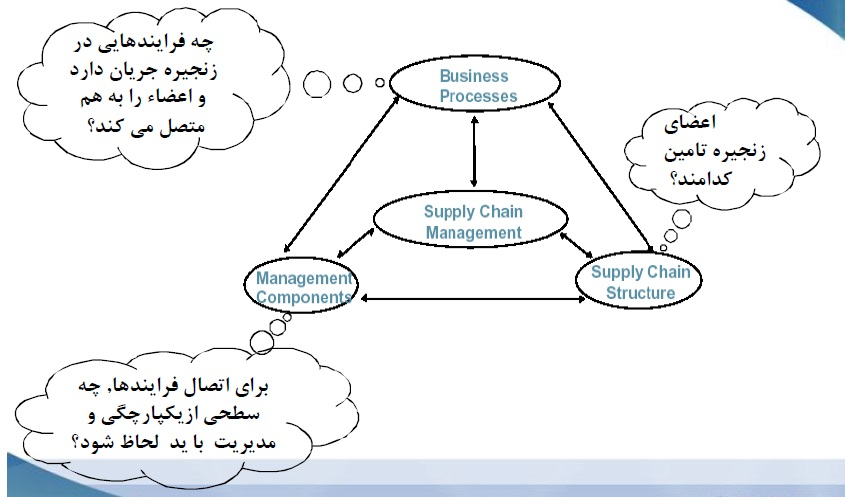 چه فرایندهایی در
زنجیره جریان دارد
و اعضاء را به هم
متصل می کند؟
Business
Processes
اعضای
زنجیره تامین
کدامند؟
Supply Chain
Management
Management
Components
Supply Chain
Structure
برای اتصال فرایندها, چه
سطحی ازیکپارچگی و
مدیریت با ید لحاظ شود؟